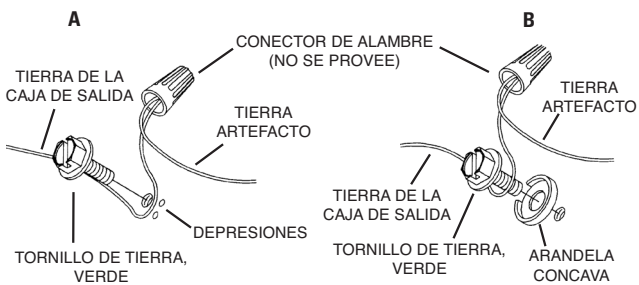 A
B
CONECTOR DE ALAMBRE
(NO SE PROVEE)
TIERRA DE LA
CAJA DE SALIDA
TIERRA
ARTEFACTO
DEPRESIONES
TORNILLO DE TIERRA,
VERDE
TIERRA
ARTEFACTO
TIERRA DE LA
CAJA DE SALIDA
TORNILLO DE TIERRA,
VERDE
ARANDELA
CONCAVA